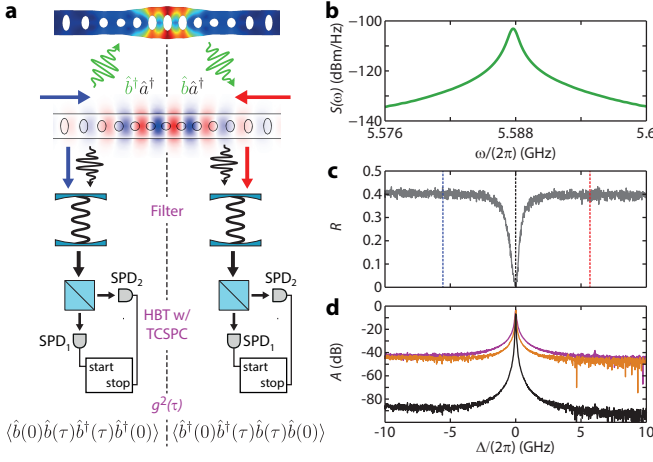 a
b̂†â† b̂â†
Filter
SPD₂ SPD₂
HBT w/
TCSPC
SPD₁ SPD₁
start start
stop stop
g²(τ)
⟨b̂(0)b̂(τ)b̂†(τ)b̂†(0)⟩ ⟨b̂†(0)b̂†(τ)b̂(τ)b̂(0)⟩
b
S(ω) (dBm/Hz)
−100
−120
−140
5.576 5.588 5.6
ω/(2π) (GHz)
c
R
0.5
0.4
0.3
0.2
0.1
0
d
A (dB)
0
-20
-40
-60
-80
-10 -5 0 5 10
Δ/(2π) (GHz)